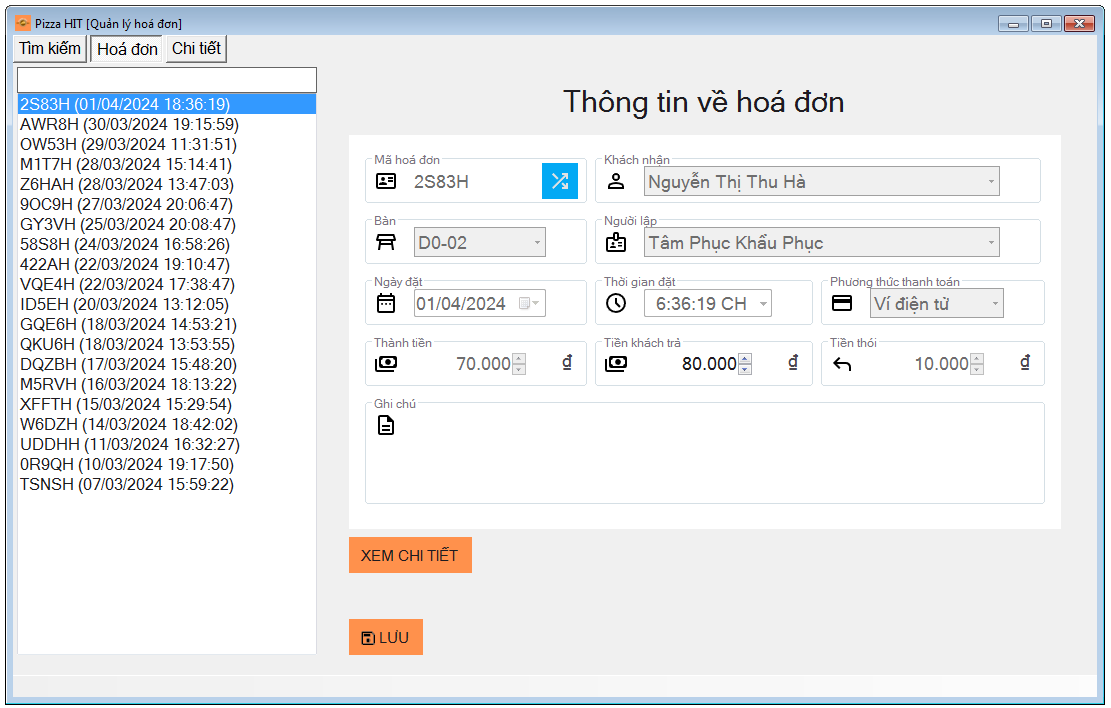 Pizza HIT [Quản lý hoá đơn]
Tìm kiếm Hoá đơn Chi tiết
2S83H (01/04/2024 18:36:19)
AWR8H (30/03/2024 19:15:59)
OW53H (29/03/2024 11:31:51)
M1T7H (28/03/2024 15:14:41)
Z6HAH (28/03/2024 13:47:03)
9OC9H (27/03/2024 20:06:47)
GY3VH (25/03/2024 20:08:47)
58S8H (24/03/2024 16:58:26)
422AH (22/03/2024 19:10:47)
VQE4H (22/03/2024 17:38:47)
ID5EH (20/03/2024 13:12:05)
GQE6H (18/03/2024 14:53:21)
QKU6H (18/03/2024 13:53:55)
DQZBH (17/03/2024 15:48:20)
M5RVH (16/03/2024 18:13:22)
XFFTH (15/03/2024 15:29:54)
W6DZH (14/03/2024 18:42:02)
UDDHH (11/03/2024 16:32:27)
0R9QH (10/03/2024 19:17:50)
TSNSH (07/03/2024 15:59:22)
Thông tin về hoá đơn
Mã hoá đơn
2S83H
Khách nhận
Nguyễn Thị Thu Hà
Bàn
D0-02
Người lập
Tâm Phục Khẩu Phục
Ngày đặt
01/04/2024
Thời gian đặt
6:36:19 CH
Phương thức thanh toán
Ví điện tử
Thành tiền
70.000 ₫
Tiền khách trả
80.000 ₫
Tiền thói
10.000 ₫
Ghi chú
XEM CHI TIẾT
LƯU